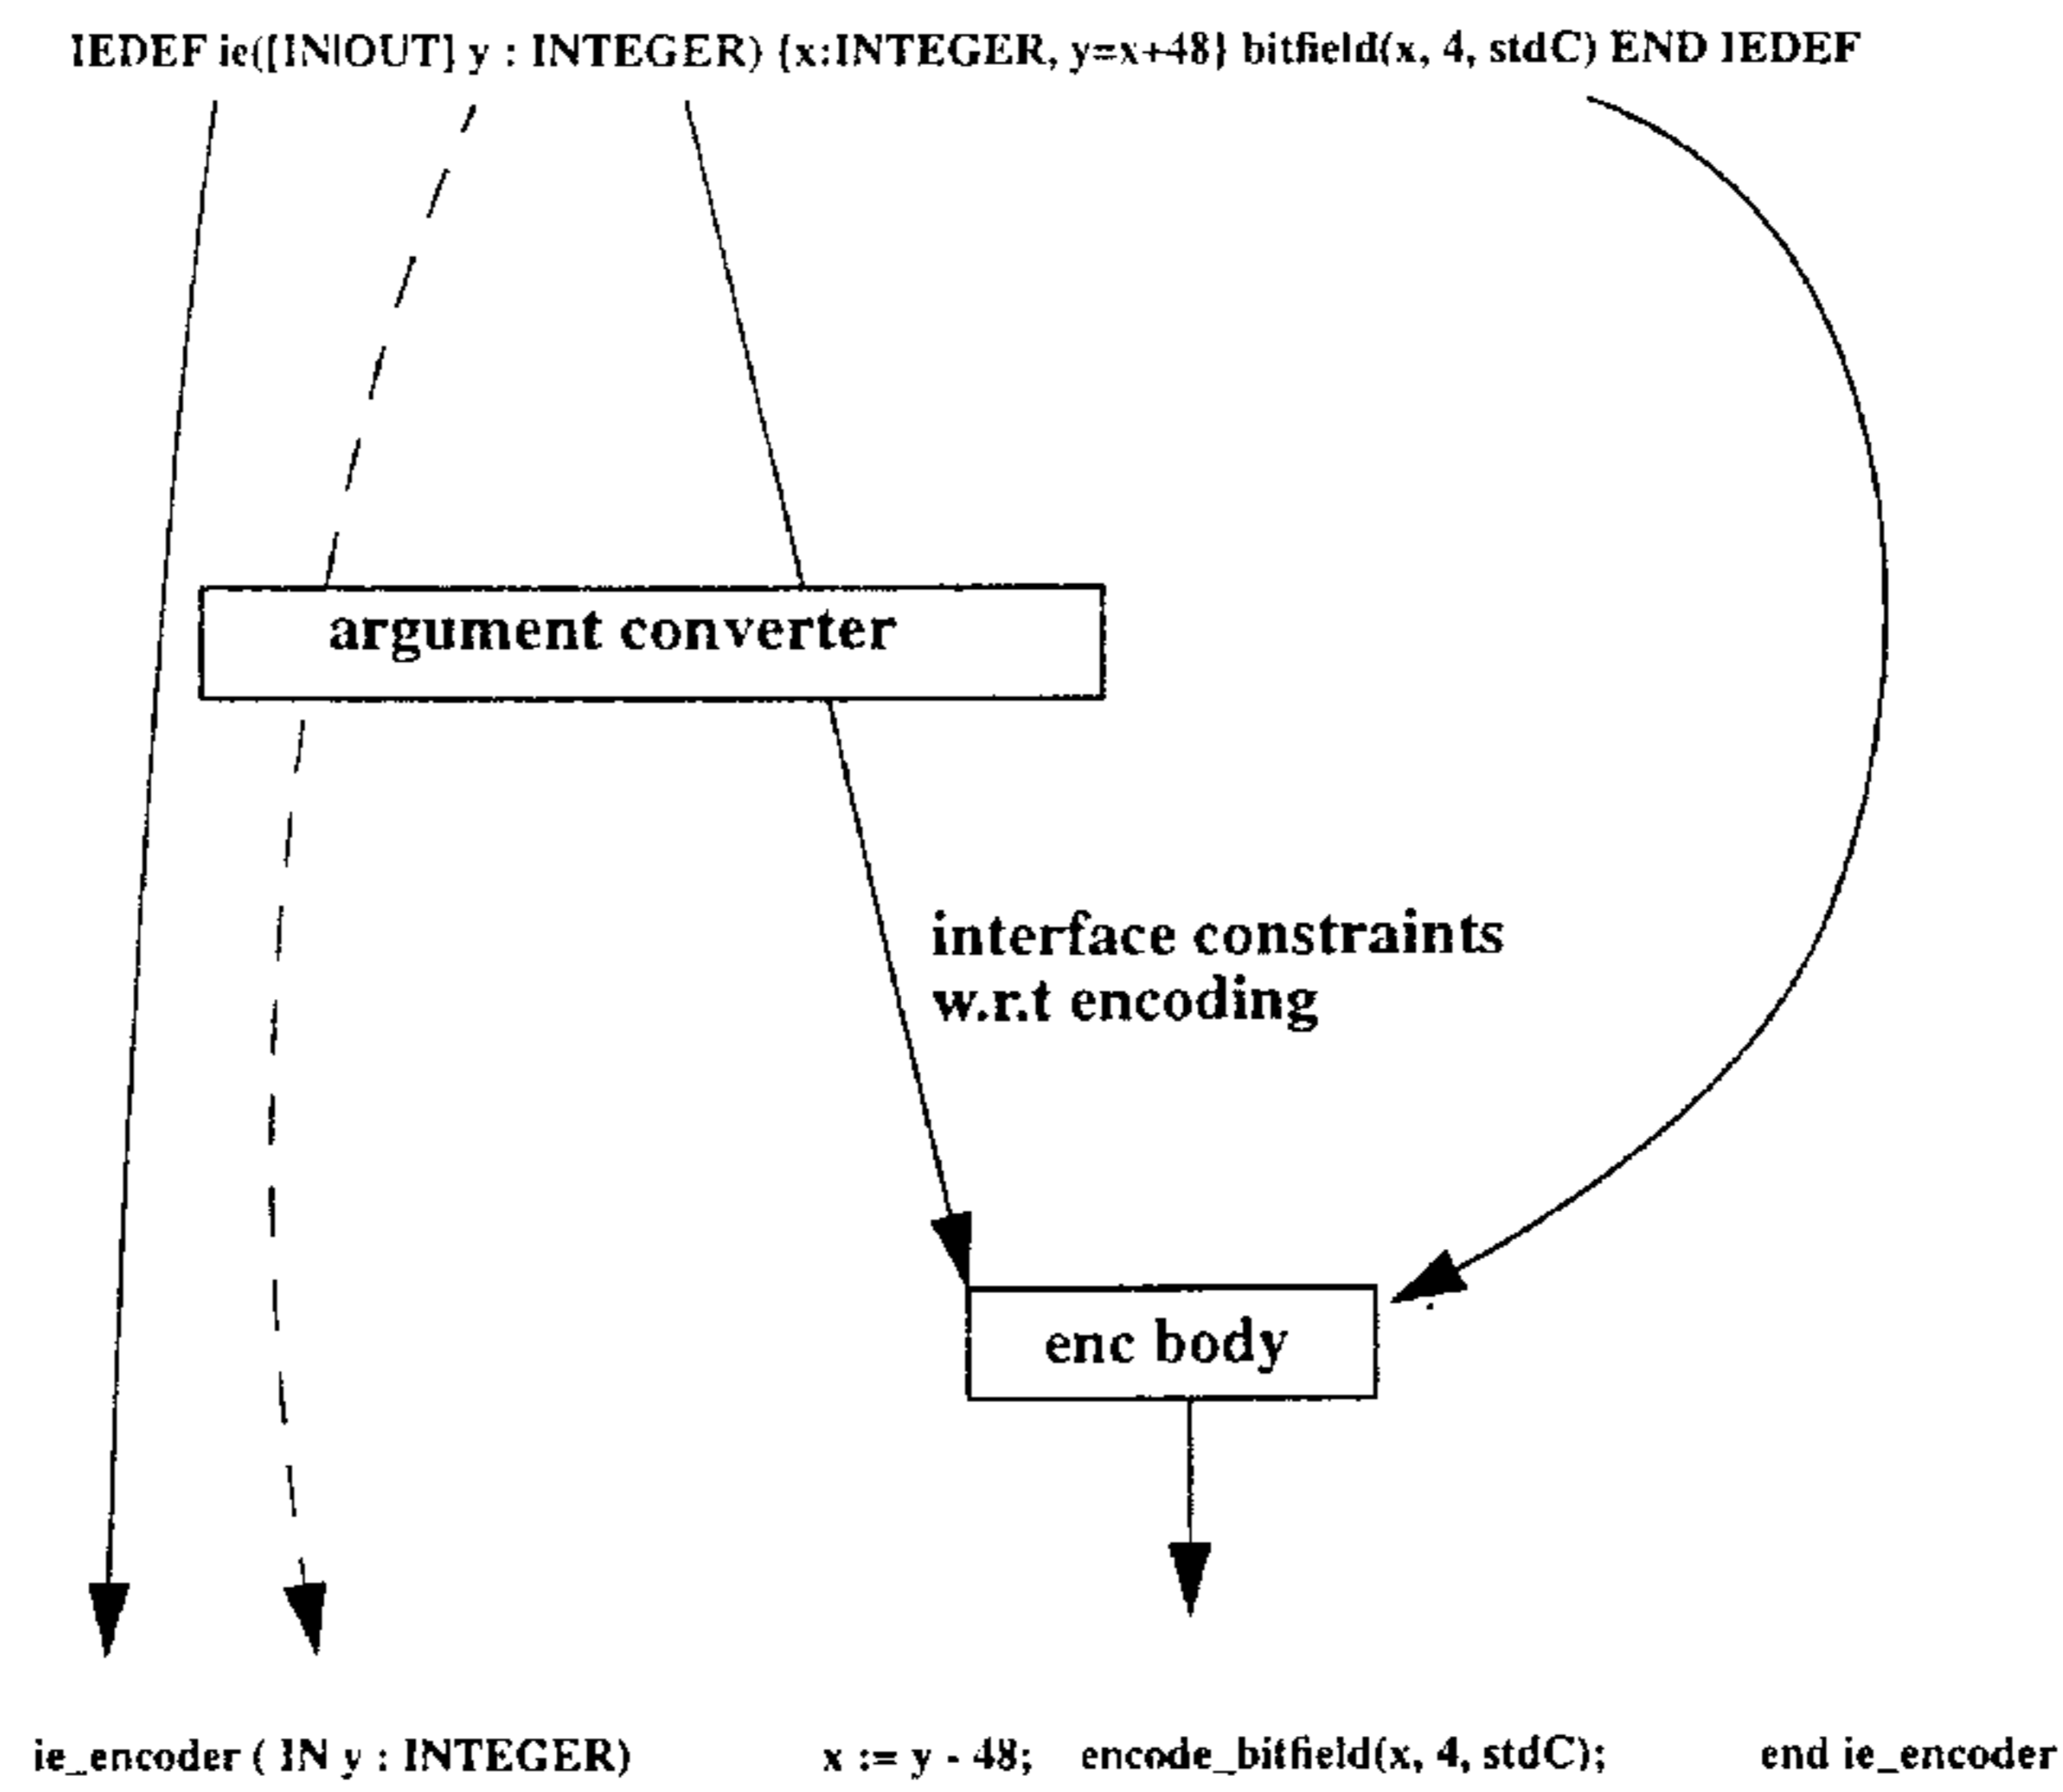 IEDEF ie([IN|OUT] y : INTEGER) {x:INTEGER, y=x+48} bitfield(x, 4, stdC) END IEDEF
argument converter
interface constraints
w.r.t encoding
enc body
ie_encoder ( IN y : INTEGER) x := y - 48; encode_bitfield(x, 4, stdC); end ie_encoder